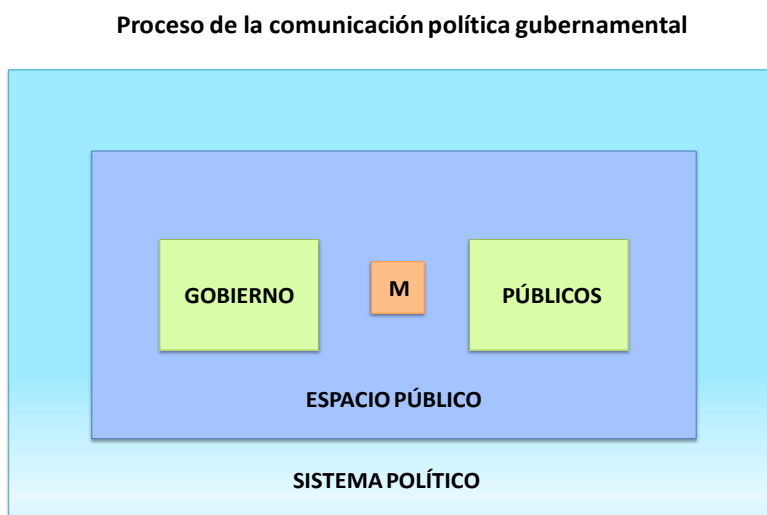 Proceso de la comunicación política gubernamental
GOBIERNO
M
PÚBLICOS
ESPACIO PÚBLICO
SISTEMA POLÍTICO